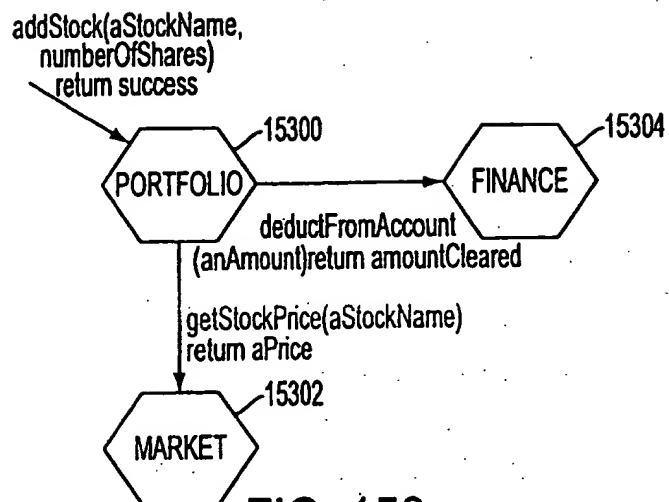 addStock(aStockName,
numberOfShares)
return success
15300
15304
PORTFOLIO
FINANCE
deductFromAccount
(anAmount)return amountCleared
getStockPrice(aStockName)
return aPrice
15302
MARKET